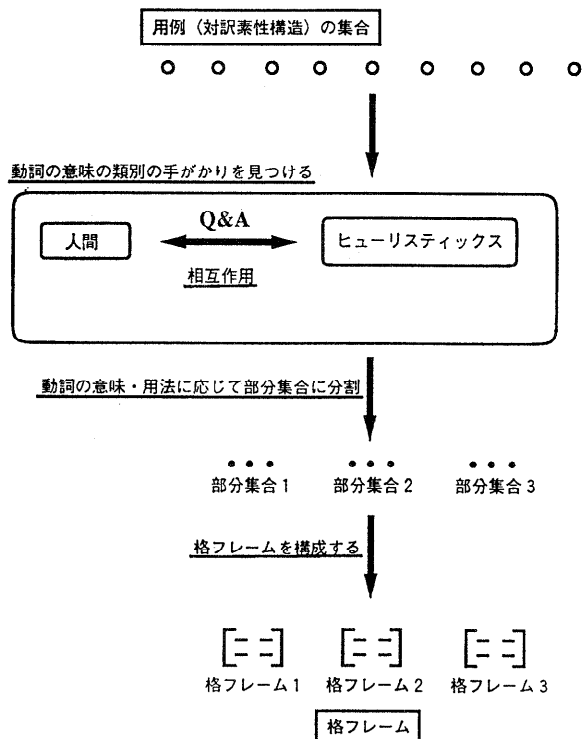 用例（対訳素性構造）の集合
動詞の意味の類別の手がかりを見つける
Q&A
人間
ヒューリスティックス
相互作用
動詞の意味・用法に応じて部分集合に分割
部分集合1 部分集合2 部分集合3
格フレームを構成する
格フレーム1 格フレーム2 格フレーム3
格フレーム